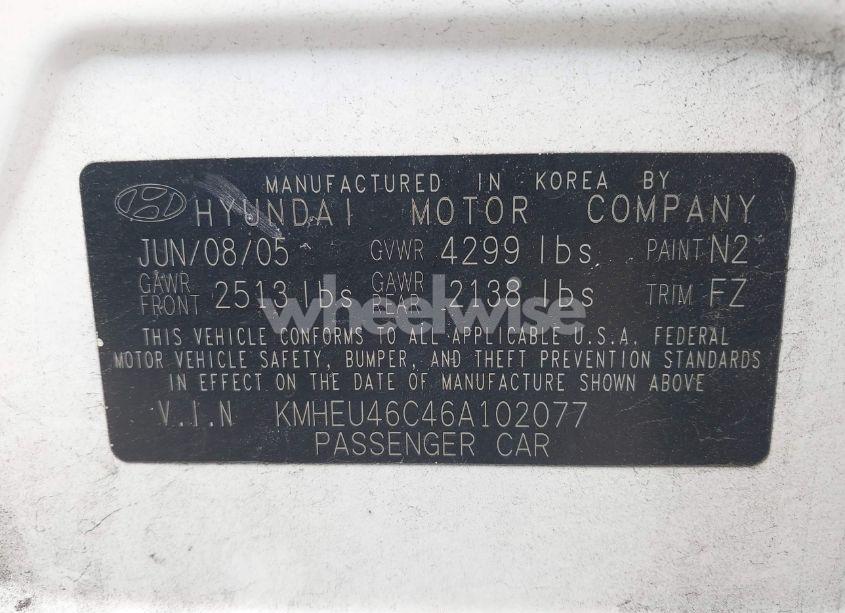 MANUFACTURED IN KOREA BY
HYUNDAI MOTOR COMPANY
JUN/08/05 GVWR 4299 lbs PAINT N2
GAWR FRONT 2513 lbs GAWR REAR 2138 lbs TRIM FZ
wheelwise
THIS VEHICLE CONFORMS TO ALL APPLICABLE U.S.A. FEDERAL
MOTOR VEHICLE SAFETY, BUMPER, AND THEFT PREVENTION STANDARDS
IN EFFECT ON THE DATE OF MANUFACTURE SHOWN ABOVE
V.I.N KMHEU46C46A102077
PASSENGER CAR